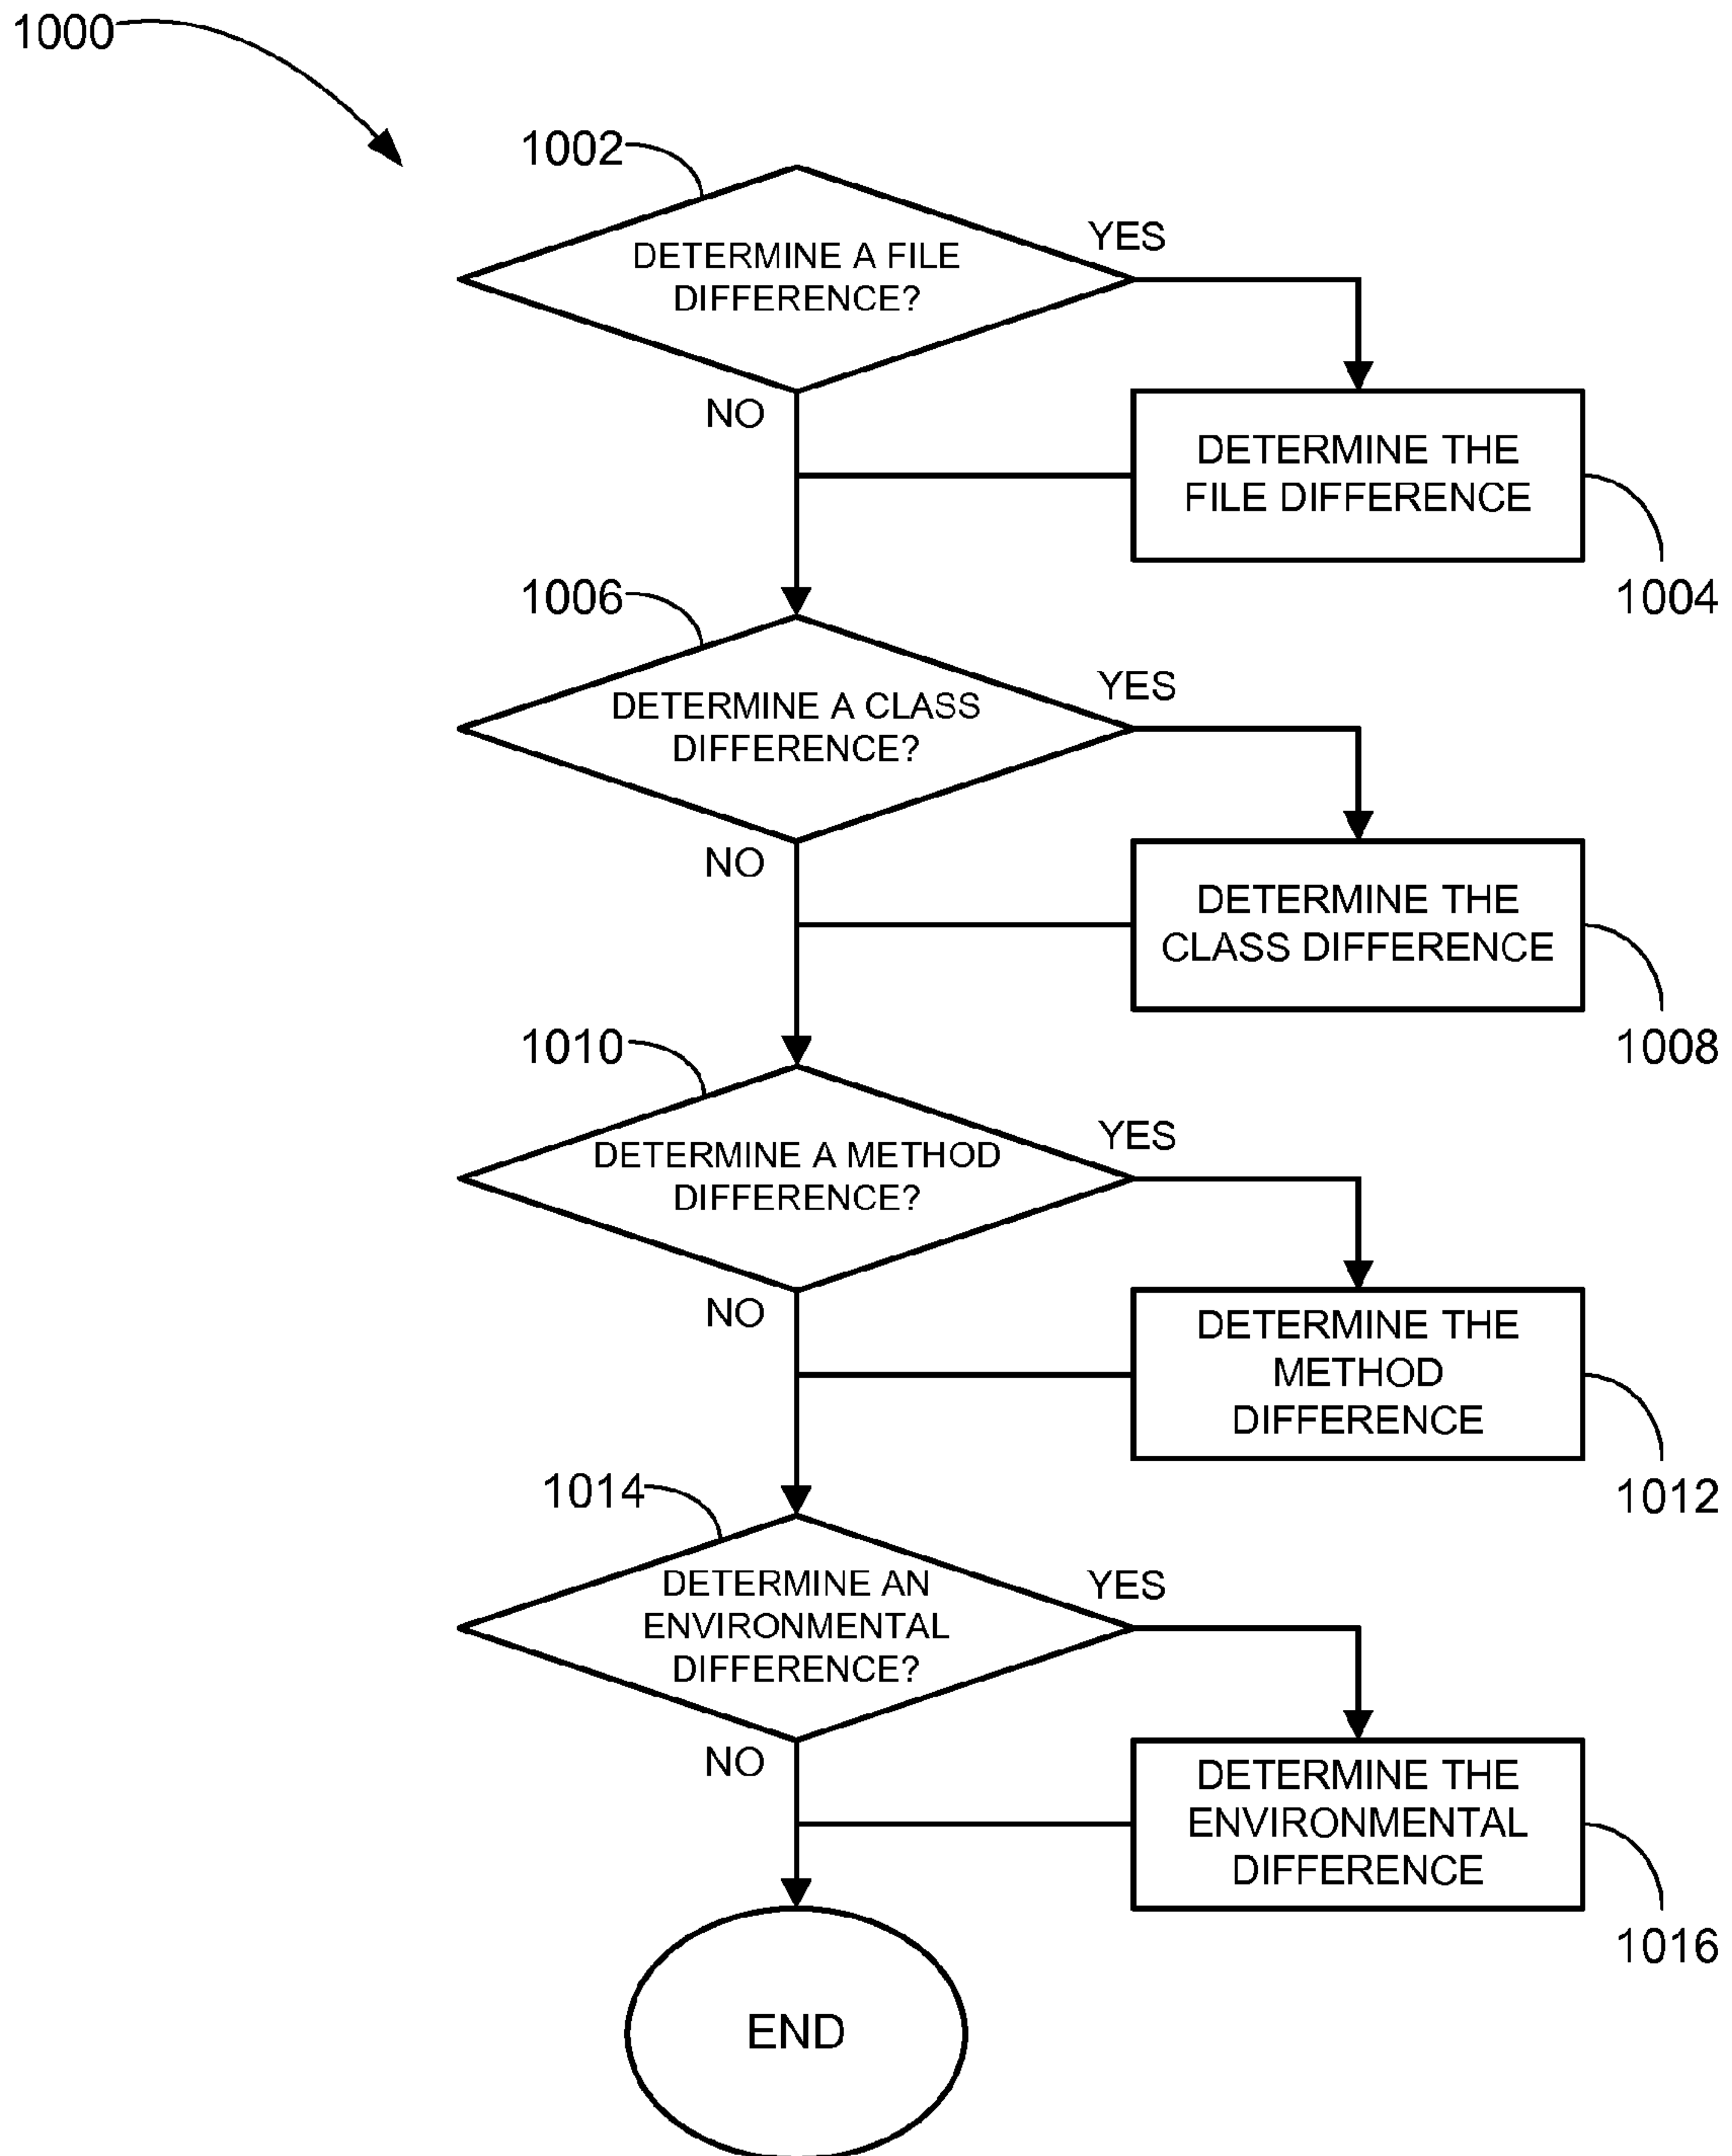 1000
1002
DETERMINE A FILE
DIFFERENCE?
YES
NO
DETERMINE THE
FILE DIFFERENCE
1004
1006
DETERMINE A CLASS
DIFFERENCE?
YES
NO
DETERMINE THE
CLASS DIFFERENCE
1008
1010
DETERMINE A METHOD
DIFFERENCE?
YES
NO
DETERMINE THE
METHOD
DIFFERENCE
1012
1014
DETERMINE AN
ENVIRONMENTAL
DIFFERENCE?
YES
NO
DETERMINE THE
ENVIRONMENTAL
DIFFERENCE
1016
END